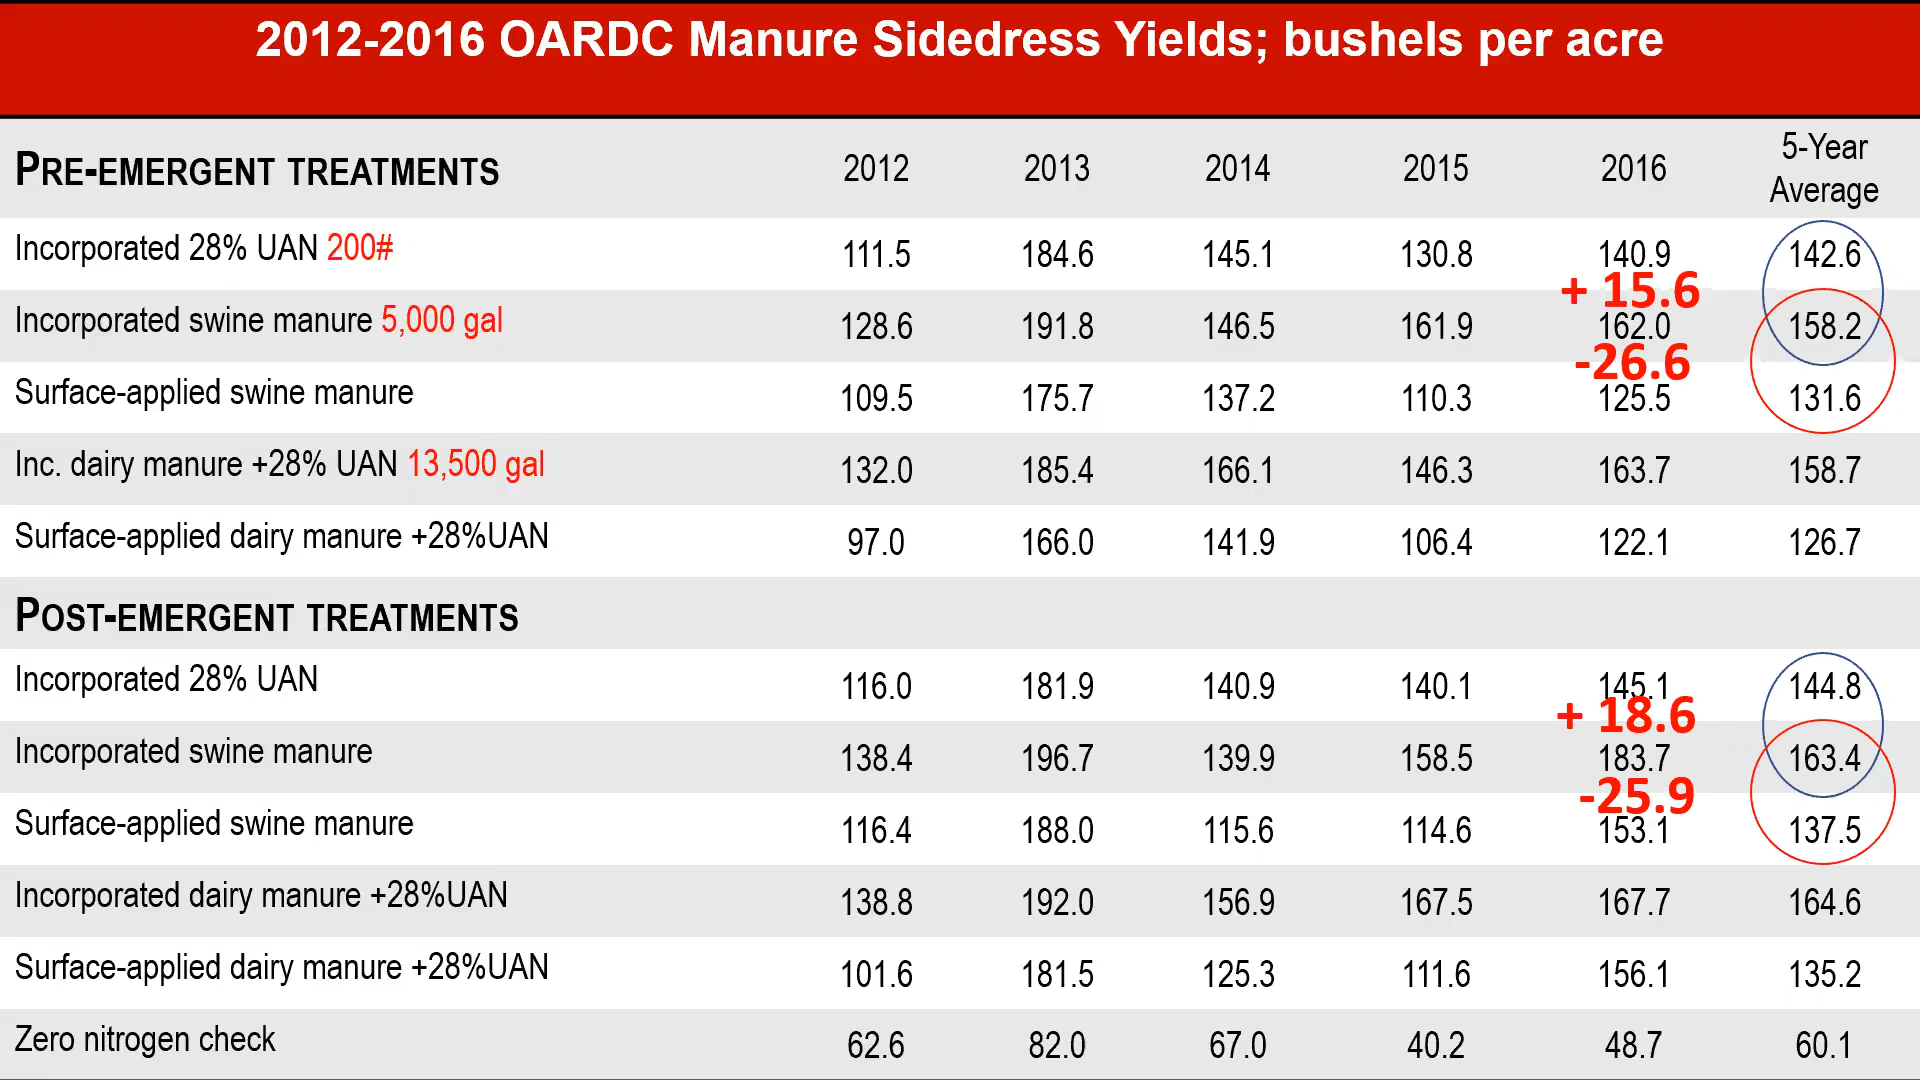 2012-2016 OARDC Manure Sidedress Yields; bushels per acre
PRE-EMERGENT TREATMENTS 2012 2013 2014 2015 2016 5-Year Average
Incorporated 28% UAN 200# 111.5 184.6 145.1 130.8 140.9 142.6
+ 15.6
Incorporated swine manure 5,000 gal 128.6 191.8 146.5 161.9 162.0 158.2
-26.6
Surface-applied swine manure 109.5 175.7 137.2 110.3 125.5 131.6
Inc. dairy manure +28% UAN 13,500 gal 132.0 185.4 166.1 146.3 163.7 158.7
Surface-applied dairy manure +28%UAN 97.0 166.0 141.9 106.4 122.1 126.7
POST-EMERGENT TREATMENTS
Incorporated 28% UAN 116.0 181.9 140.9 140.1 145.1 144.8
+ 18.6
Incorporated swine manure 138.4 196.7 139.9 158.5 183.7 163.4
-25.9
Surface-applied swine manure 116.4 188.0 115.6 114.6 153.1 137.5
Incorporated dairy manure +28%UAN 138.8 192.0 156.9 167.5 167.7 164.6
Surface-applied dairy manure +28%UAN 101.6 181.5 125.3 111.6 156.1 135.2
Zero nitrogen check 62.6 82.0 67.0 40.2 48.7 60.1